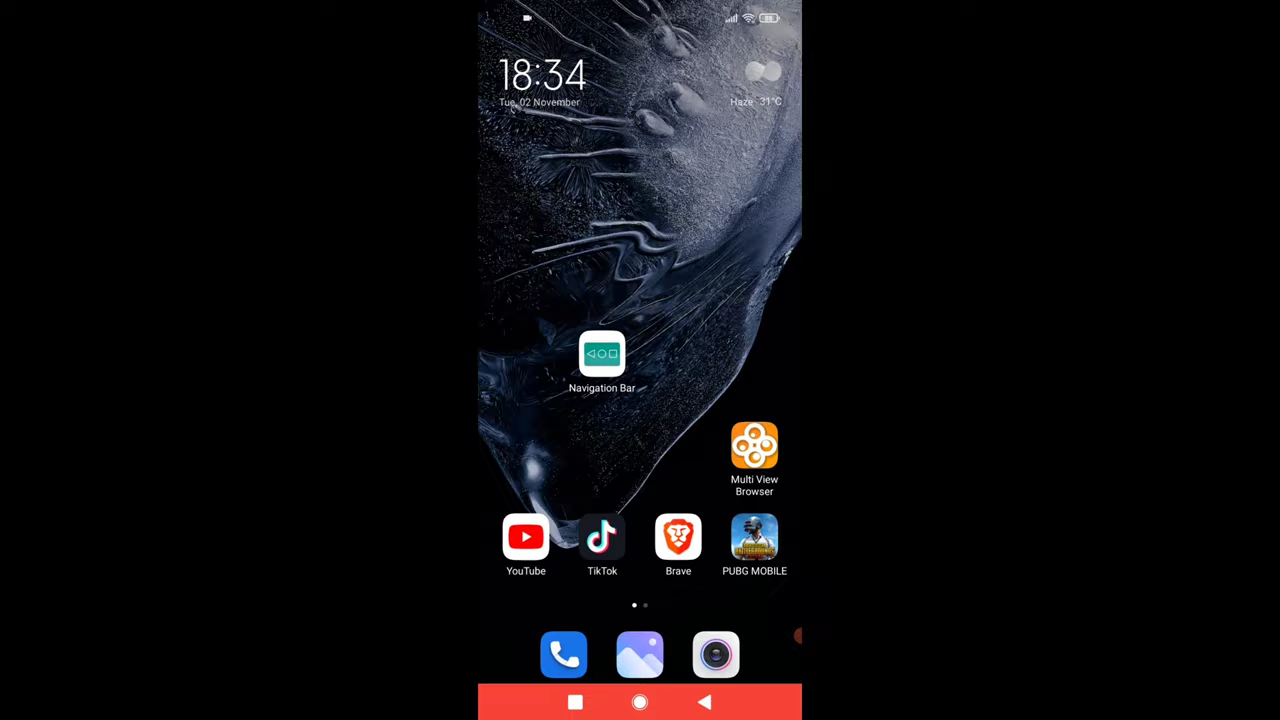 18:34
Tue, 02 November
Haze 31°C
Navigation Bar
Multi View
Browser
YouTube
TikTok
Brave
PUBG MOBILE